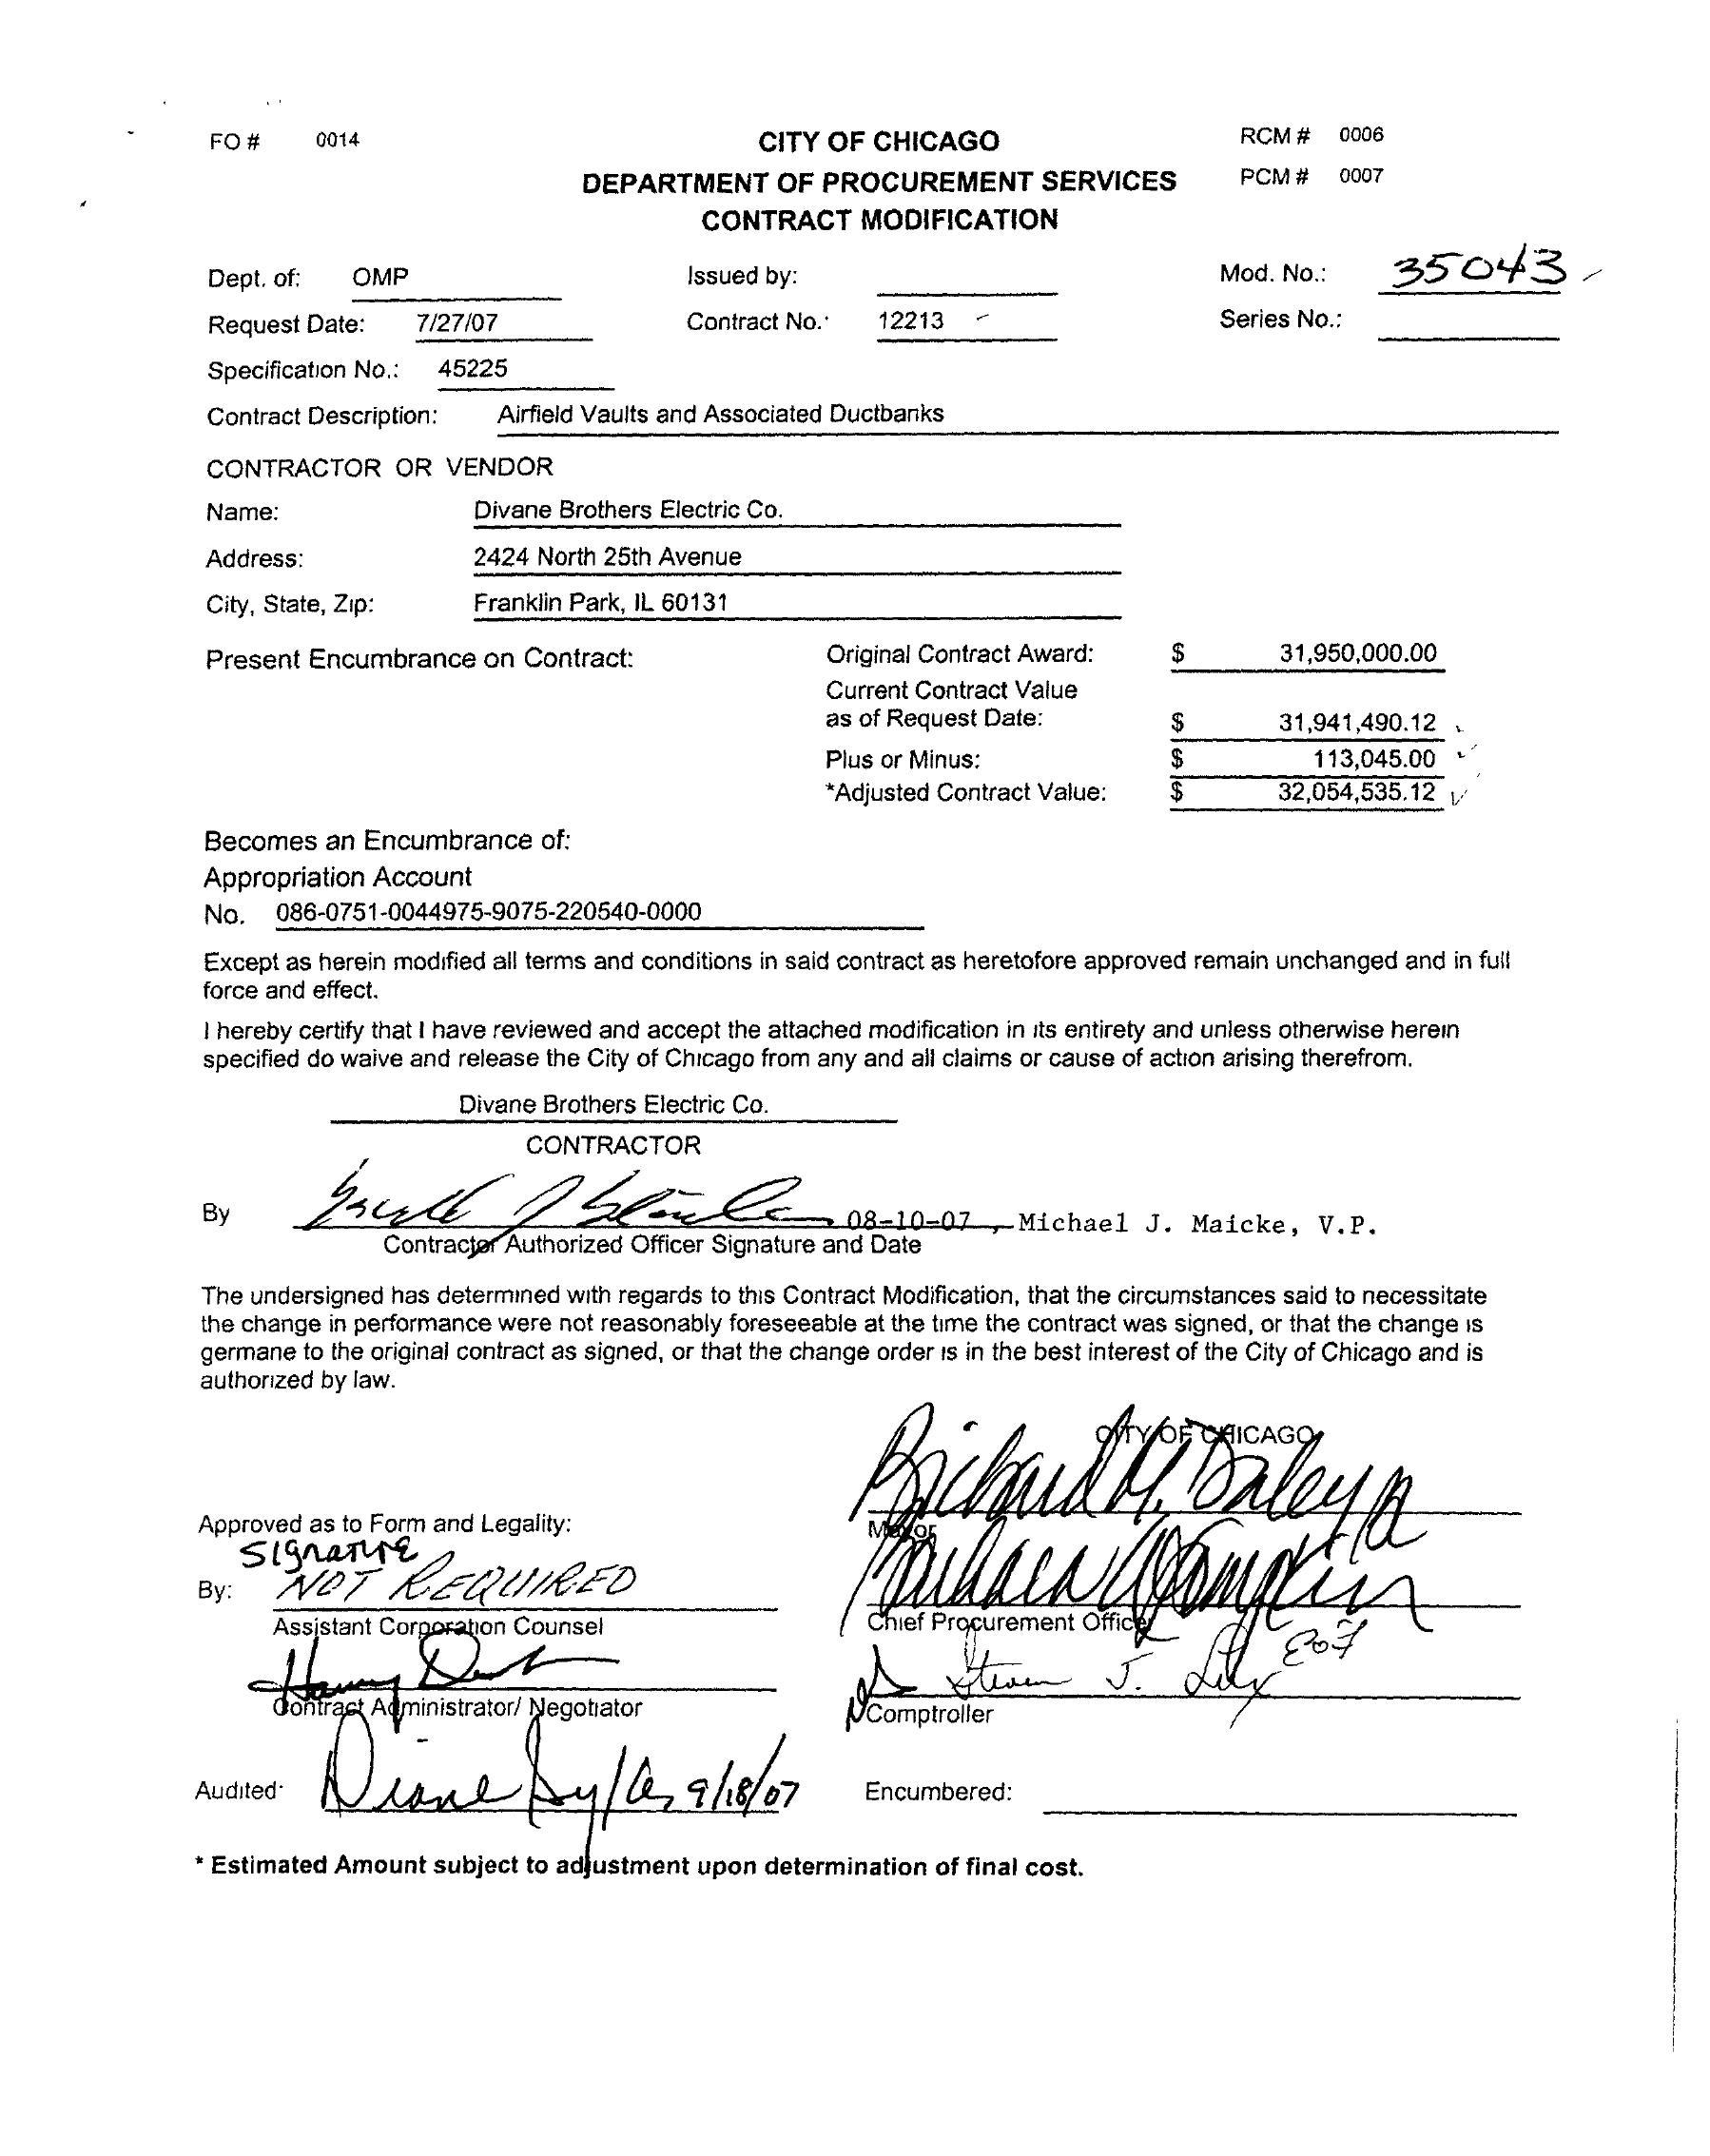 FO # 0014 CITY OF CHICAGO RCM # 0006
DEPARTMENT OF PROCUREMENT SERVICES PCM # 0007
CONTRACT MODIFICATION
Dept. of: OMP Issued by: Mod. No.: 35043
Request Date: 7/27/07 Contract No.: 12213 Series No.:
Specification No.: 45225
Contract Description: Airfield Vaults and Associated Ductbanks
CONTRACTOR OR VENDOR
Name: Divane Brothers Electric Co.
Address: 2424 North 25th Avenue
City, State, Zip: Franklin Park, IL 60131
Present Encumbrance on Contract: Original Contract Award: $ 31,950,000.00
Current Contract Value
as of Request Date: $ 31,941,490.12
Plus or Minus: $ 113,045.00
*Adjusted Contract Value: $ 32,054,535.12
Becomes an Encumbrance of:
Appropriation Account
No. 086-0751-0044975-9075-220540-0000
Except as herein modified all terms and conditions in said contract as heretofore approved remain unchanged and in full
force and effect.
I hereby certify that I have reviewed and accept the attached modification in its entirety and unless otherwise herein
specified do waive and release the City of Chicago from any and all claims or cause of action arising therefrom.
Divane Brothers Electric Co.
CONTRACTOR
By 08-10-07, Michael J. Maicke, V.P.
Contractor Authorized Officer Signature and Date
The undersigned has determined with regards to this Contract Modification, that the circumstances said to necessitate
the change in performance were not reasonably foreseeable at the time the contract was signed, or that the change is
germane to the original contract as signed, or that the change order is in the best interest of the City of Chicago and is
authorized by law.
CITY OF CHICAGO
Richard M. Daley
Approved as to Form and Legality: Mayor
Signature
By: NOT REQUIRED
Assistant Corporation Counsel Chief Procurement Officer
Steven J.
Contract Administrator/ Negotiator Comptroller
Audited: Diane 9/18/07 Encumbered:
* Estimated Amount subject to adjustment upon determination of final cost.